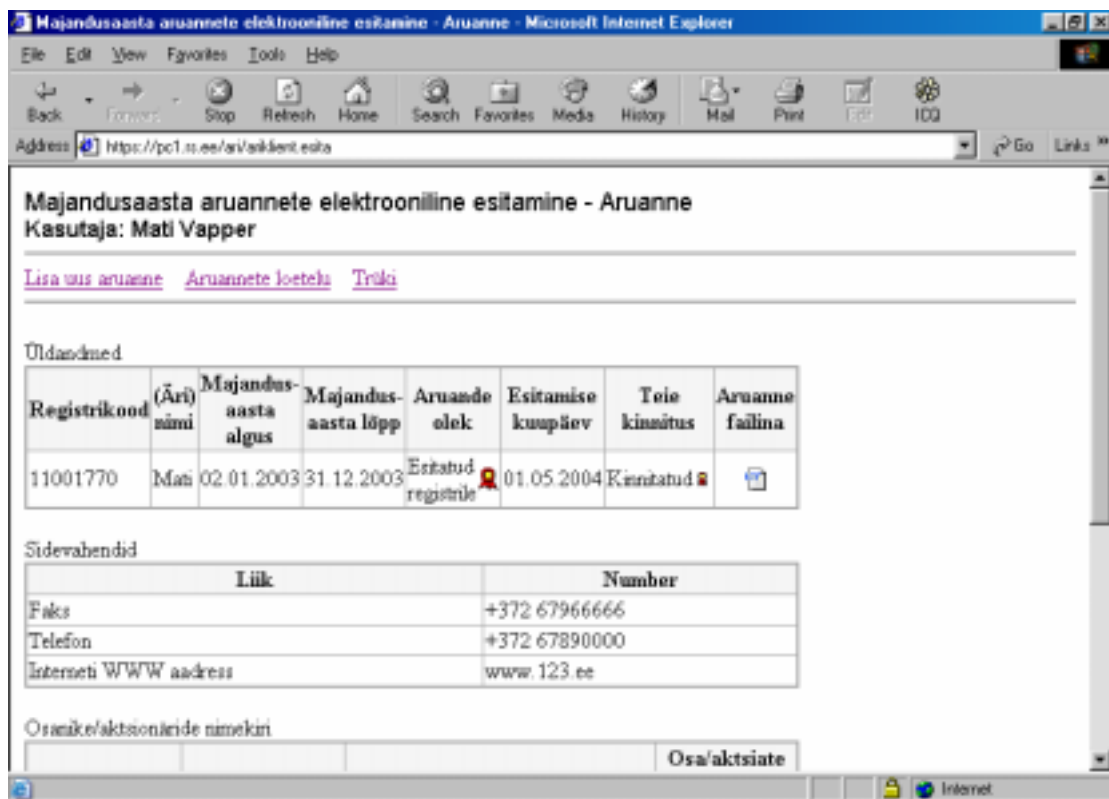 Majandusaasta aruannete elektrooniline esitamine - Aruanne - Microsoft Internet Explorer
File Edit View Favorites Tools Help
Back Forward Stop Refresh Home Search Favorites Media History Mail Print Edit ICQ
Address https://pc1.rs.ee/ari/ariklient.esita Go Links »
Majandusaasta aruannete elektrooniline esitamine - Aruanne
Kasutaja: Mati Vapper
Lisa uus aruanne Aruannete loetelu Trüki
Üldandmed
Registrikood (Äri) nimi Majandus-aasta algus Majandus-aasta lõpp Aruande olek Esitamise kuupäev Teie kinnitus Aruanne failina
11001770 Mati 02.01.2003 31.12.2003 Esitatud registrile 01.05.2004 Kinnitatud
Sidevahendid
Liik Number
Faks +372 67966666
Telefon +372 67890000
Interneti WWW aadress www.123.ee
Osanike/aktsionäride nimekiri
Osa/aktsiate
Internet